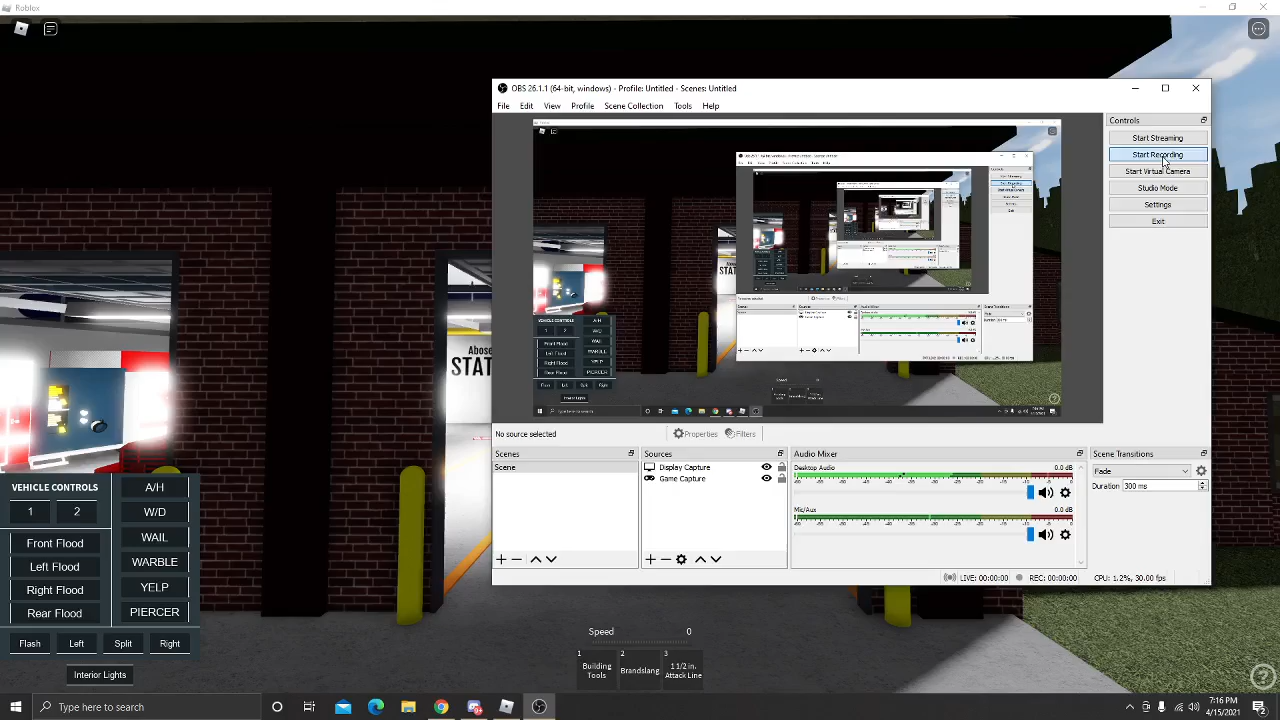 Roblox
OBS 26.1.1 (64-bit, windows) - Profile: Untitled - Scenes: Untitled
File Edit View Profile Scene Collection Tools Help
Controls
Start Streaming
Start Recording
Start Virtual Camera
Studio Mode
Settings
Exit
No source selected
Properties
Filters
Scenes
Scene
Sources
Display Capture
Game Capture
Audio Mixer
Desktop Audio
0.0 dB
Mic/Aux
0.0 dB
Scene Transitions
Fade
Duration 300 ms
LIVE: 00:00:00
REC: 00:00:00
STAT
VEHICLE CONTROLS
1 2
Front Flood
Left Flood
Right Flood
Rear Flood
A/H
W/D
WAIL
WARBLE
YELP
PIERCER
Flash Left Split Right
Interior Lights
Speed 0
1 Building Tools
2 Brandslang
3 1 1/2 in. Attack Line
Type here to search
7:16 PM
4/15/2021